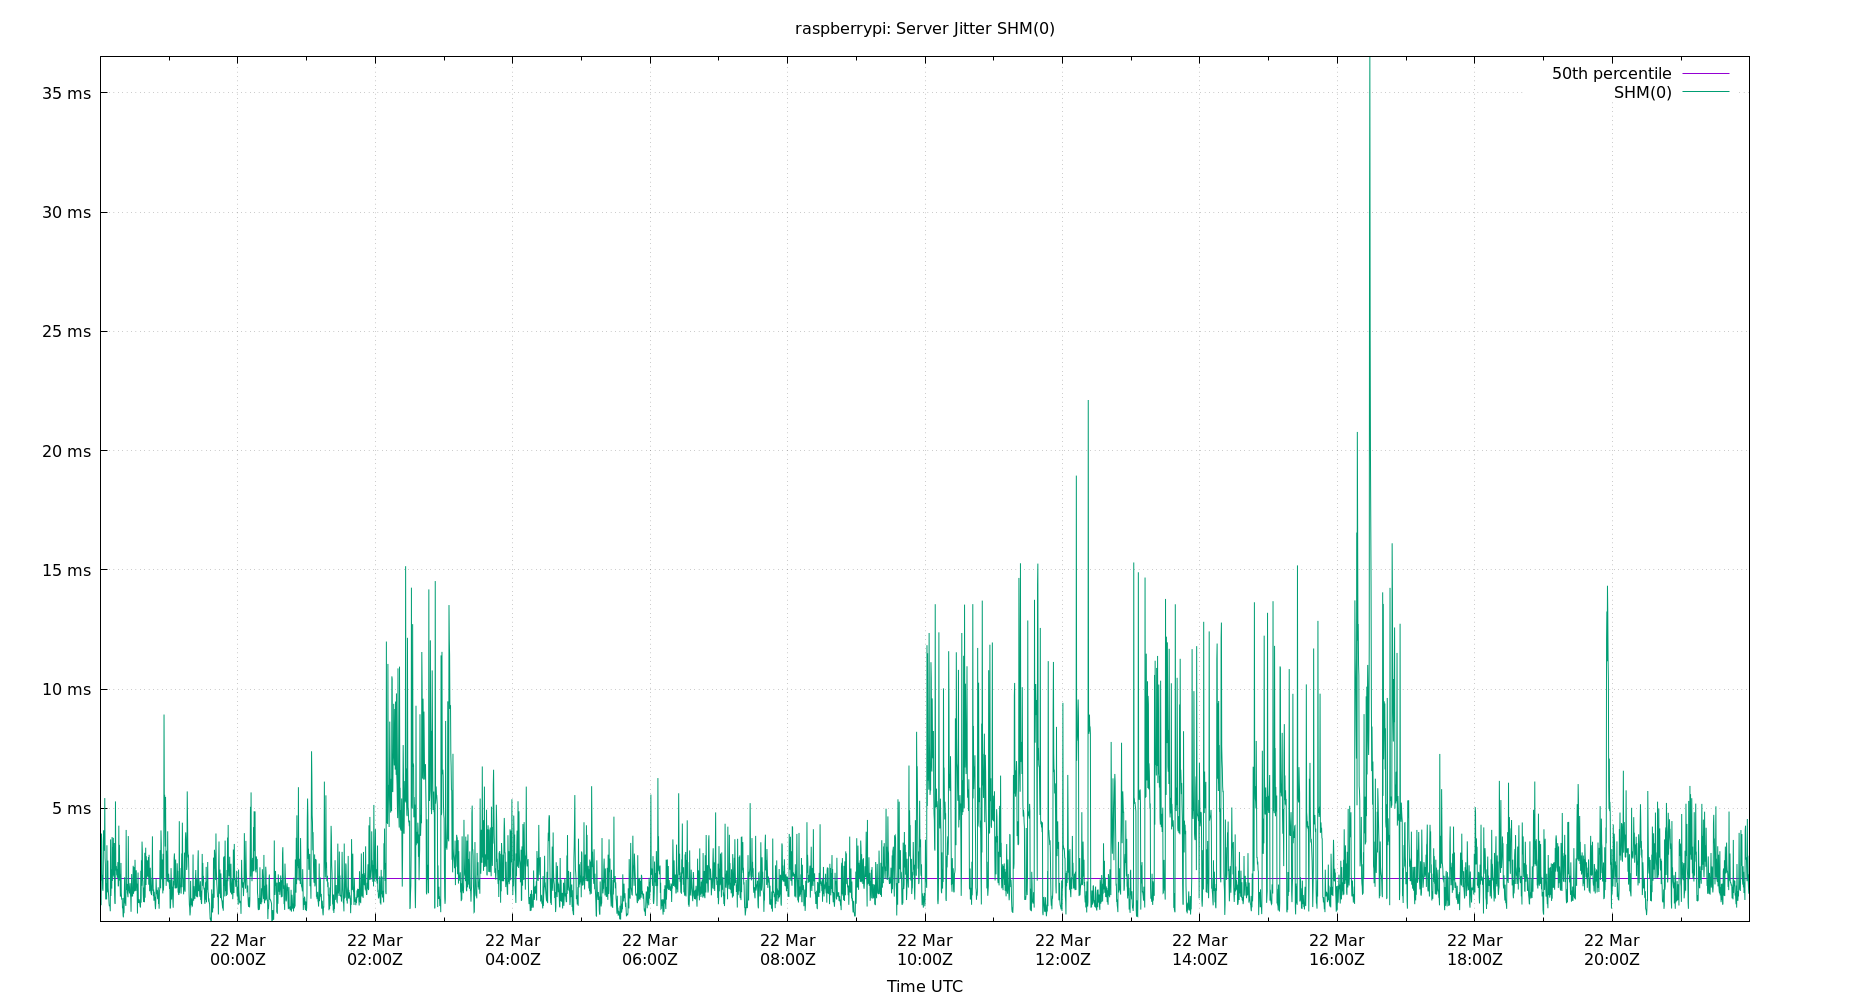 raspberrypi: Server Jitter SHM(0)
50th percentile
SHM(0)
35 ms
30 ms
25 ms
20 ms
15 ms
10 ms
5 ms
22 Mar 22 Mar 22 Mar 22 Mar 22 Mar 22 Mar 22 Mar 22 Mar 22 Mar 22 Mar 22 Mar
00:00Z 02:00Z 04:00Z 06:00Z 08:00Z 10:00Z 12:00Z 14:00Z 16:00Z 18:00Z 20:00Z
Time UTC